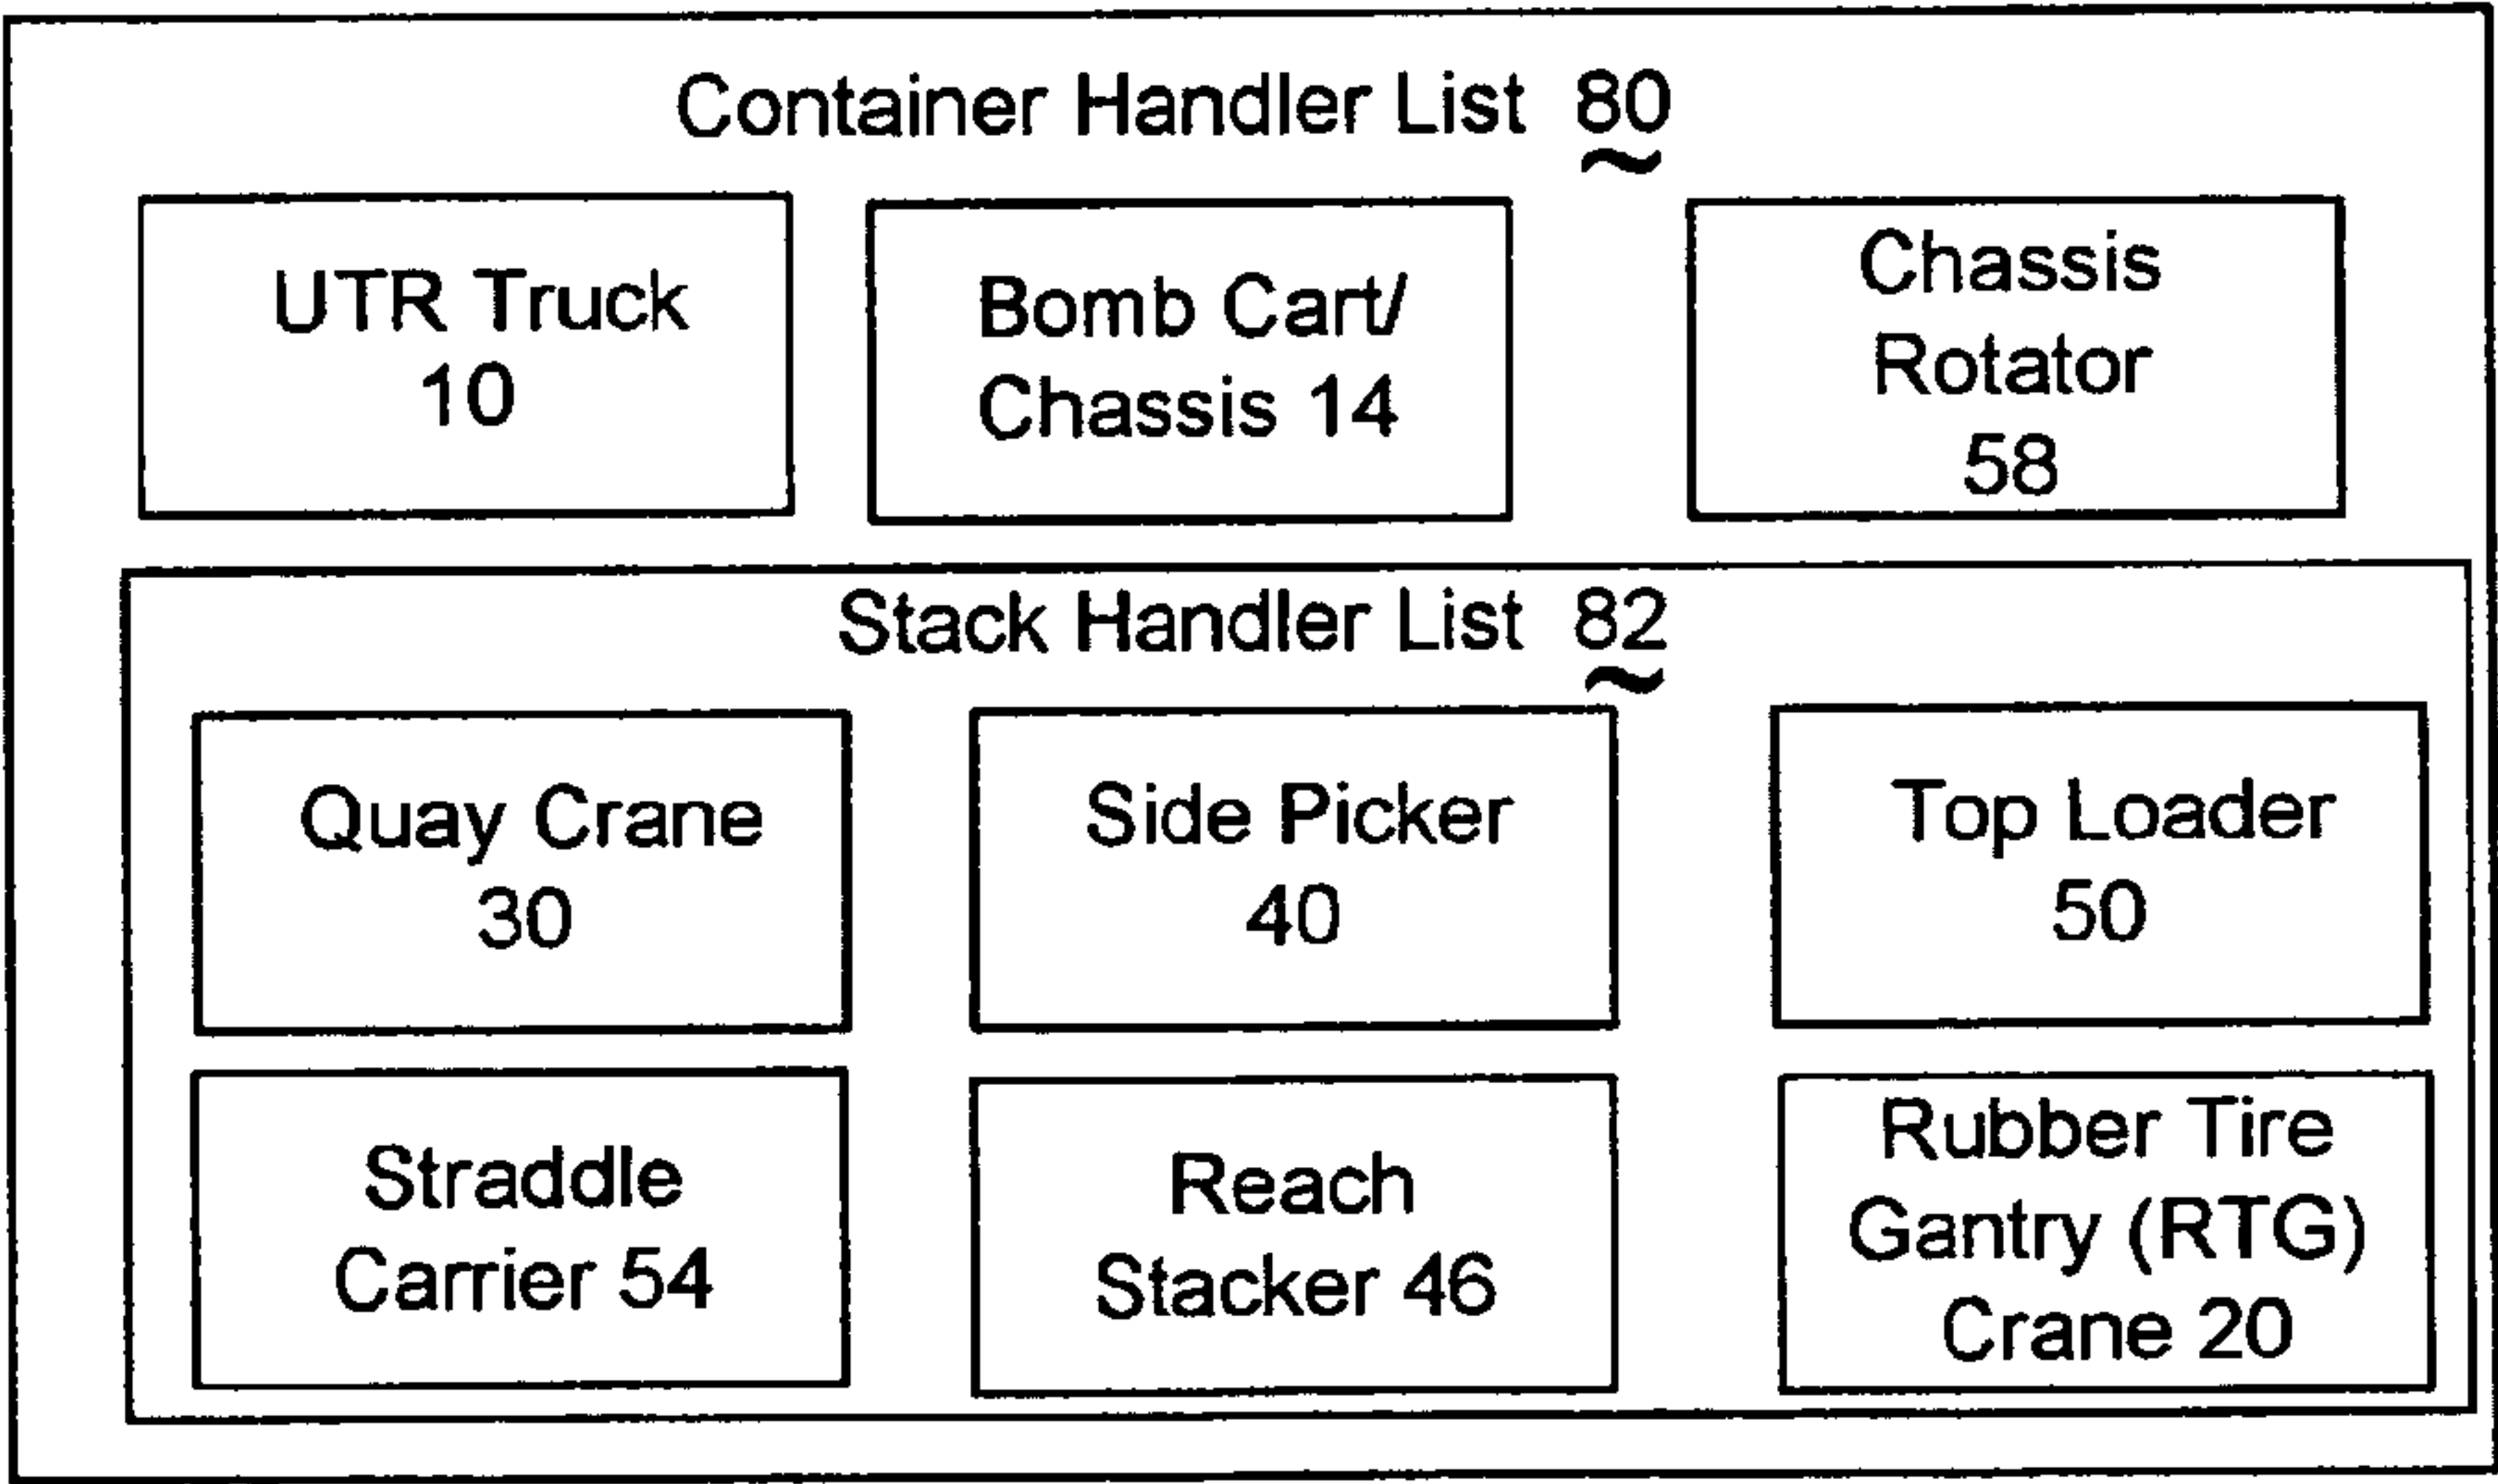 Container Handler List 80
UTR Truck
10
Bomb Cart/
Chassis 14
Chassis
Rotator
58
Stack Handler List 82
Quay Crane
30
Side Picker
40
Top Loader
50
Straddle
Carrier 54
Reach
Stacker 46
Rubber Tire
Gantry (RTG)
Crane 20